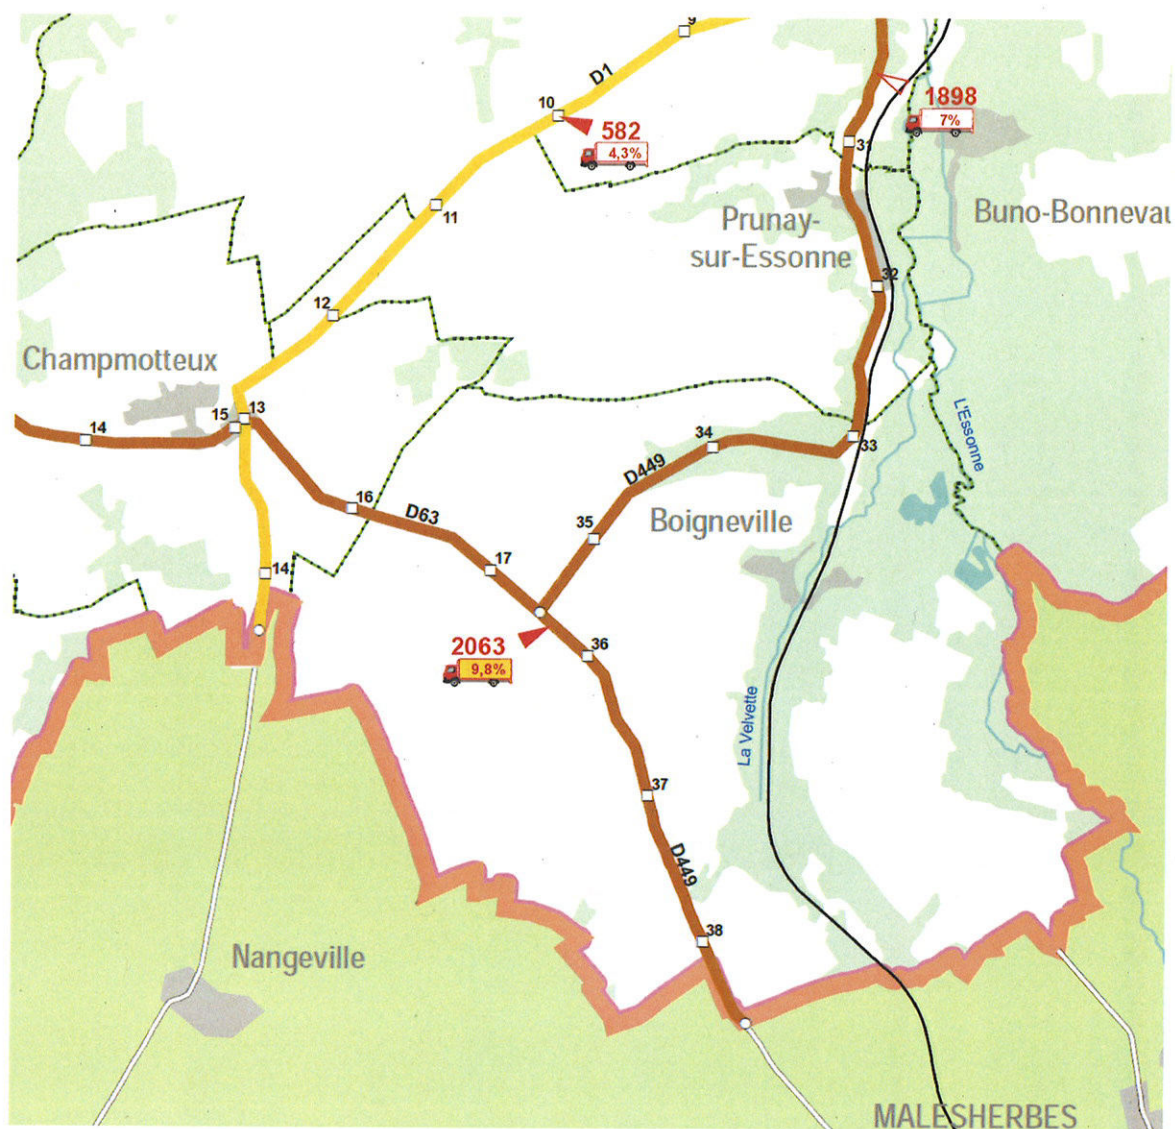 9
D1
10
582
4,3%
1898
7%
31
11
Prunay-
sur-Essonne
Buno-Bonnevau
32
12
Champmotteux
14
15
13
34
33
L'Essonne
D449
16
D63
35
Boigneville
17
14
2063
9,8%
36
La Velvette
37
D449
38
Nangeville
MALESHERBES